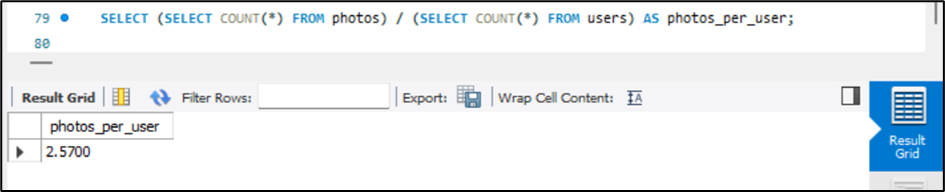 79 SELECT (SELECT COUNT(*) FROM photos) / (SELECT COUNT(*) FROM users) AS photos_per_user;
80
Result Grid Filter Rows: Export: Wrap Cell Content:
photos_per_user
2.5700
Result
Grid